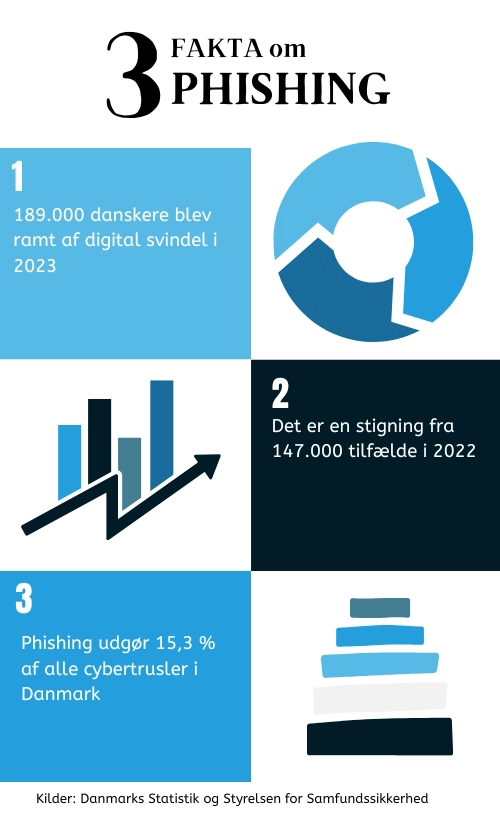 3 FAKTA om
PHISHING
1
189.000 danskere blev
ramt af digital svindel i
2023
2
Det er en stigning fra
147.000 tilfælde i 2022
3
Phishing udgør 15,3 %
af alle cybertrusler i
Danmark
Kilder: Danmarks Statistik og Styrelsen for Samfundssikkerhed